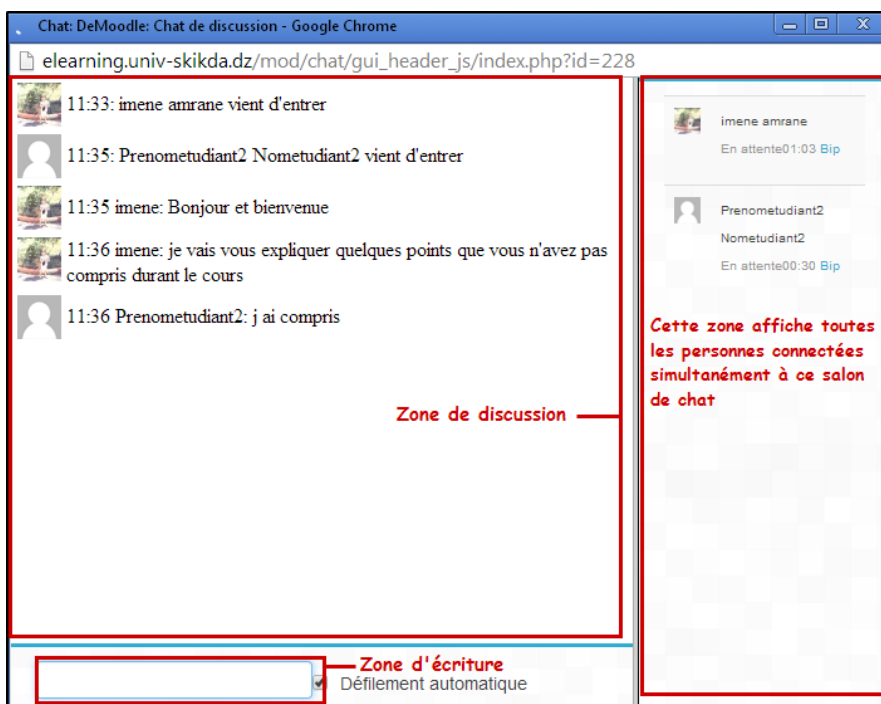 Chat: DeMoodle: Chat de discussion - Google Chrome
elearning.univ-skikda.dz/mod/chat/gui_header_js/index.php?id=228
11:33: imene amrane vient d'entrer
11:35: Prenometudiant2 Nometudiant2 vient d'entrer
11:35 imene: Bonjour et bienvenue
11:36 imene: je vais vous expliquer quelques points que vous n'avez pas
compris durant le cours
11:36 Prenometudiant2: j ai compris
Zone de discussion
imene amrane
En attente01:03 Bip
Prenometudiant2
Nometudiant2
En attente00:30 Bip
Cette zone affiche toutes
les personnes connectées
simultanément à ce salon
de chat
Zone d'écriture
Défilement automatique